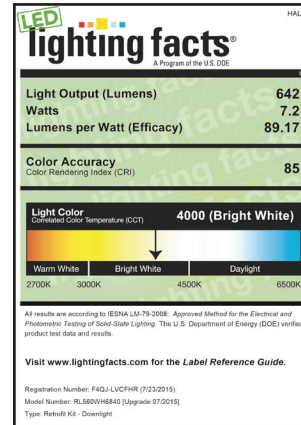 LED
HAL
lighting facts®
A Program of the U.S. DOE
Light Output (Lumens) 642
Watts 7.2
Lumens per Watt (Efficacy) 89.17
Color Accuracy 85
Color Rendering Index (CRI)
Light Color
Correlated Color Temperature (CCT) 4000 (Bright White)
Warm White Bright White Daylight
2700K 3000K 4500K 6500K
All results are according to IESNA LM-79-2008: Approved Method for the Electrical and
Photometric Testing of Solid-State Lighting. The U.S. Department of Energy (DOE) verifies
product test data and results.
Visit www.lightingfacts.com for the Label Reference Guide.
Registration Number: F4QJ-LVCFHR (7/23/2015)
Model Number: RL560WH6840 [Upgrade 07/2015]
Type: Retrofit Kit - Downlight